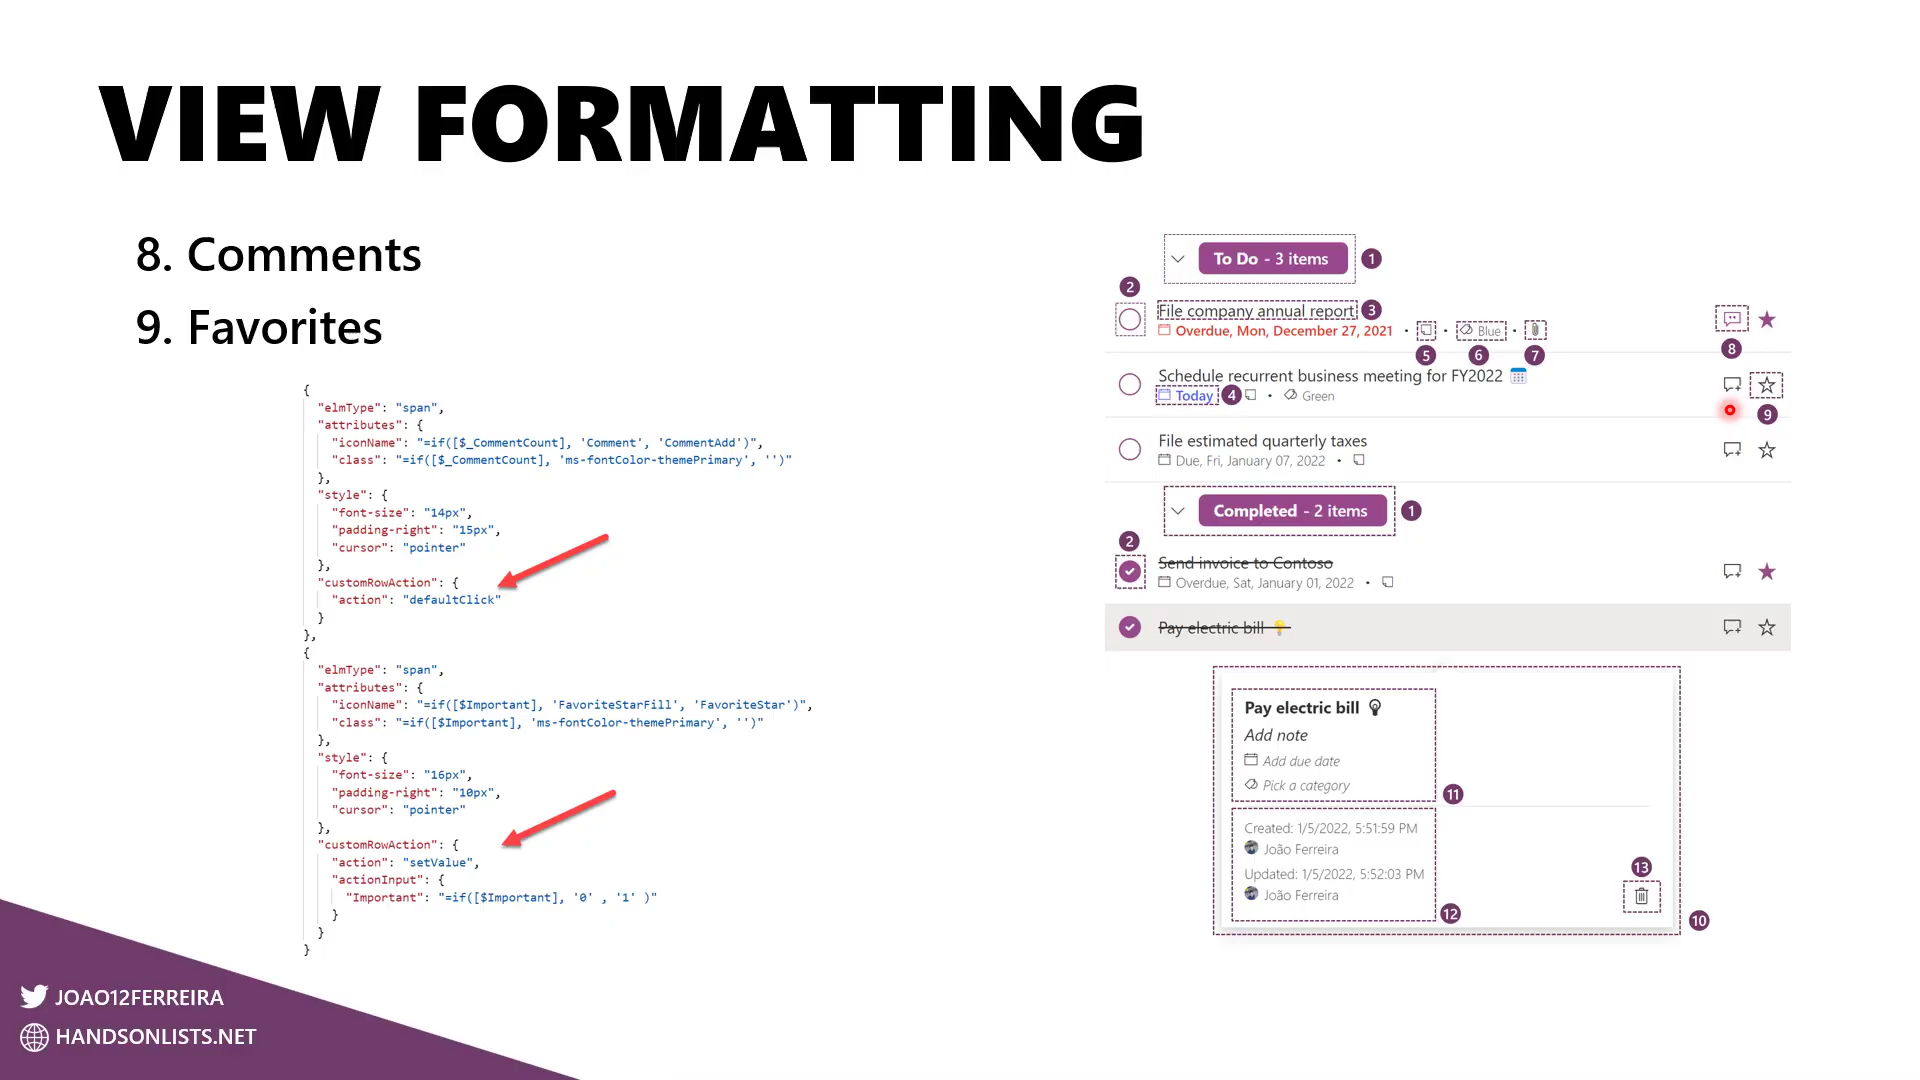 VIEW FORMATTING
8. Comments
9. Favorites
{
"elmType": "span",
"attributes": {
"iconName": "=if([$_CommentCount], 'Comment', 'CommentAdd')",
"class": "=if([$_CommentCount], 'ms-fontColor-themePrimary', '')"
},
"style": {
"font-size": "14px",
"padding-right": "15px",
"cursor": "pointer"
},
"customRowAction": {
"action": "defaultClick"
}
},
{
"elmType": "span",
"attributes": {
"iconName": "=if([$Important], 'FavoriteStarFill', 'FavoriteStar')",
"class": "=if([$Important], 'ms-fontColor-themePrimary', '')"
},
"style": {
"font-size": "16px",
"padding-right": "10px",
"cursor": "pointer"
},
"customRowAction": {
"action": "setValue",
"actionInput": {
"Important": "=if([$Important], '0' , '1' )"
}
}
}
To Do - 3 items 1
2
File company annual report 3
Overdue, Mon, December 27, 2021 • • Blue •
5 6 7 8
Schedule recurrent business meeting for FY2022
Today 4 • Green
9
File estimated quarterly taxes
Due, Fri, January 07, 2022 •
Completed - 2 items 1
2
Send invoice to Contoso
Overdue, Sat, January 01, 2022 •
Pay electric bill
Pay electric bill
Add note
Add due date
Pick a category
11
Created: 1/5/2022, 5:51:59 PM
João Ferreira
Updated: 1/5/2022, 5:52:03 PM
João Ferreira
13
12
10
JOAO12FERREIRA
HANDSONLISTS.NET